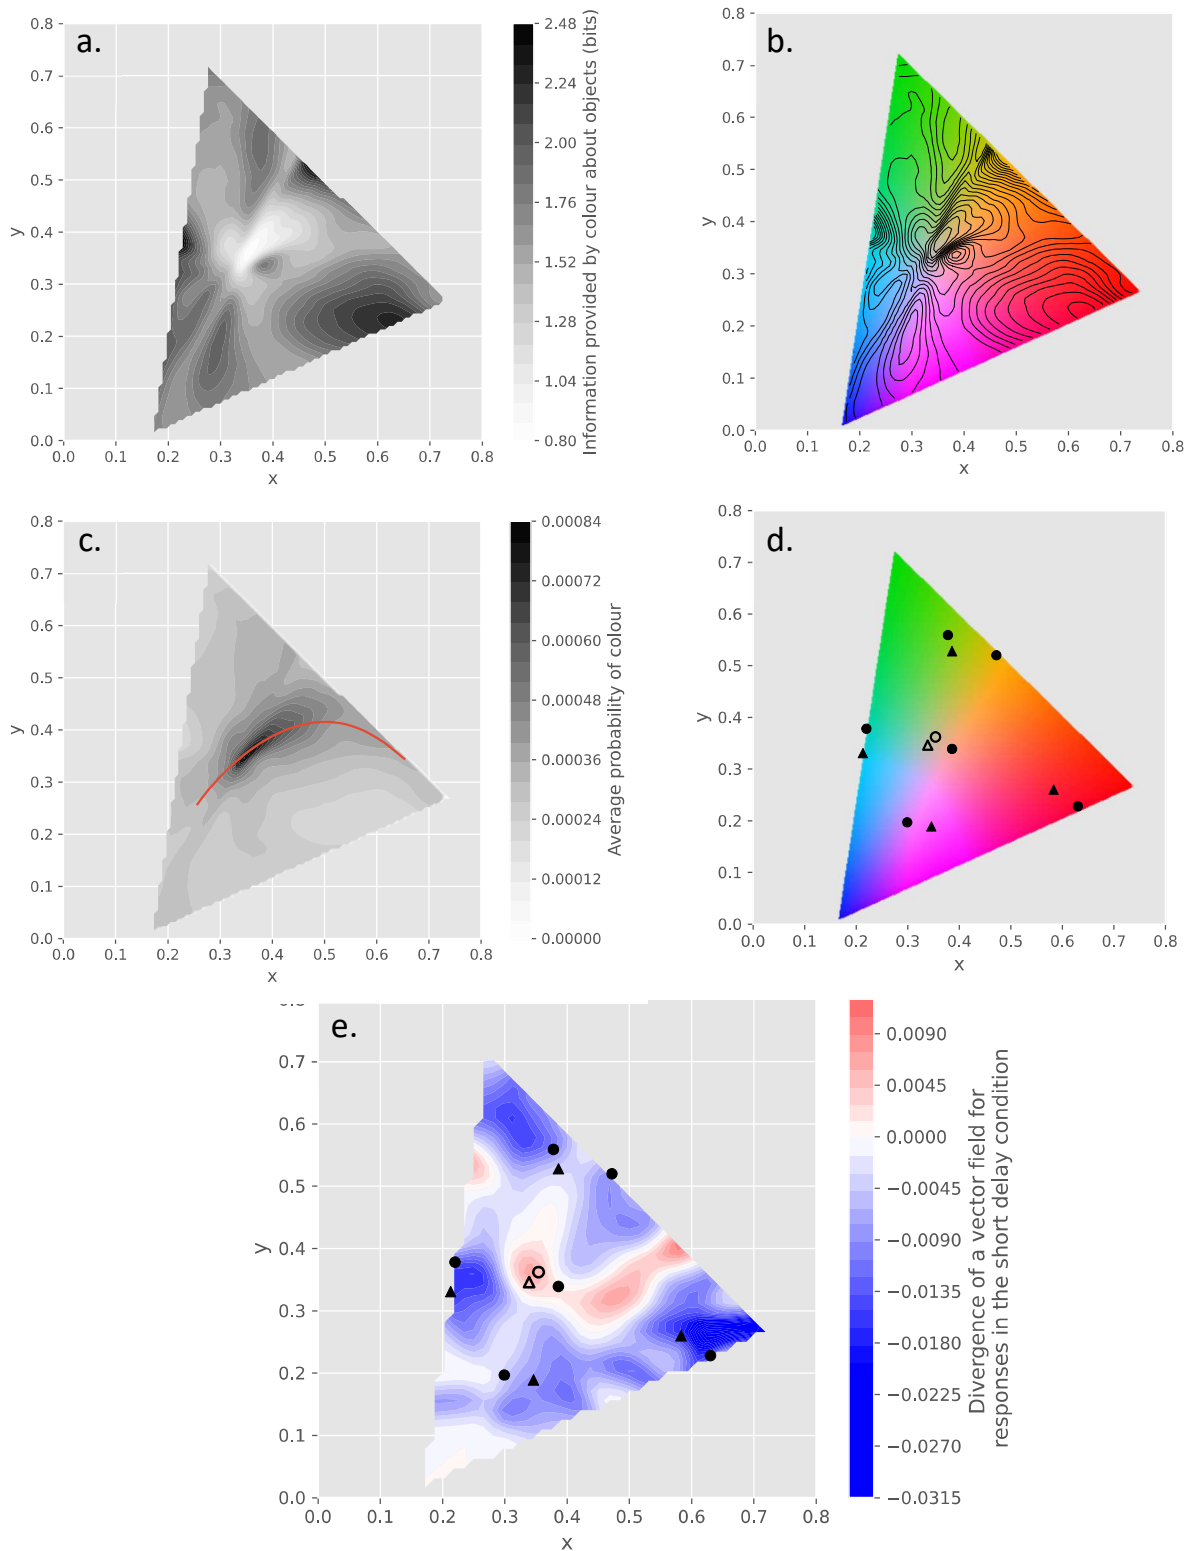 a.
0.8
0.7
0.6
0.5
0.4
0.3
0.2
0.1
0.0
y
0.0 0.1 0.2 0.3 0.4 0.5 0.6 0.7 0.8
x
2.48
2.24
2.00
1.76
1.52
1.28
1.04
0.80
Information provided by colour about objects (bits)
b.
0.8
0.7
0.6
0.5
0.4
0.3
0.2
0.1
0.0
y
0.0 0.1 0.2 0.3 0.4 0.5 0.6 0.7 0.8
x
c.
0.8
0.7
0.6
0.5
0.4
0.3
0.2
0.1
0.0
y
0.0 0.1 0.2 0.3 0.4 0.5 0.6 0.7 0.8
x
0.00084
0.00072
0.00060
0.00048
0.00036
0.00024
0.00012
0.00000
Average probability of colour
d.
0.8
0.7
0.6
0.5
0.4
0.3
0.2
0.1
0.0
y
0.0 0.1 0.2 0.3 0.4 0.5 0.6 0.7 0.8
x
e.
0.7
0.6
0.5
0.4
0.3
0.2
0.1
0.0
y
0.0 0.1 0.2 0.3 0.4 0.5 0.6 0.7 0.8
x
0.0090
0.0045
0.0000
−0.0045
−0.0090
−0.0135
−0.0180
−0.0225
−0.0270
−0.0315
Divergence of a vector field for
responses in the short delay condition